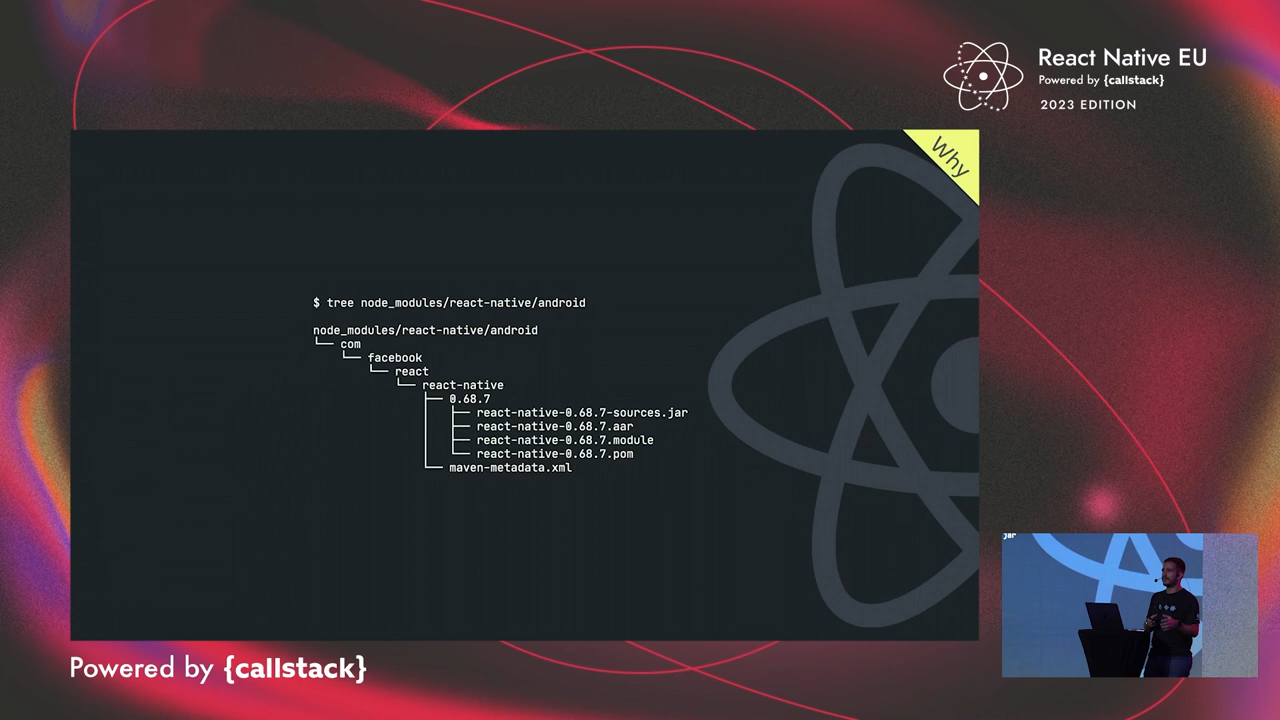 React Native EU
Powered by {callstack}
2023 EDITION
Why
$ tree node_modules/react-native/android
node_modules/react-native/android
└── com
    └── facebook
        └── react
            └── react-native
                ├── 0.68.7
                │   ├── react-native-0.68.7-sources.jar
                │   ├── react-native-0.68.7.aar
                │   ├── react-native-0.68.7.module
                │   └── react-native-0.68.7.pom
                └── maven-metadata.xml
jar
Powered by {callstack}